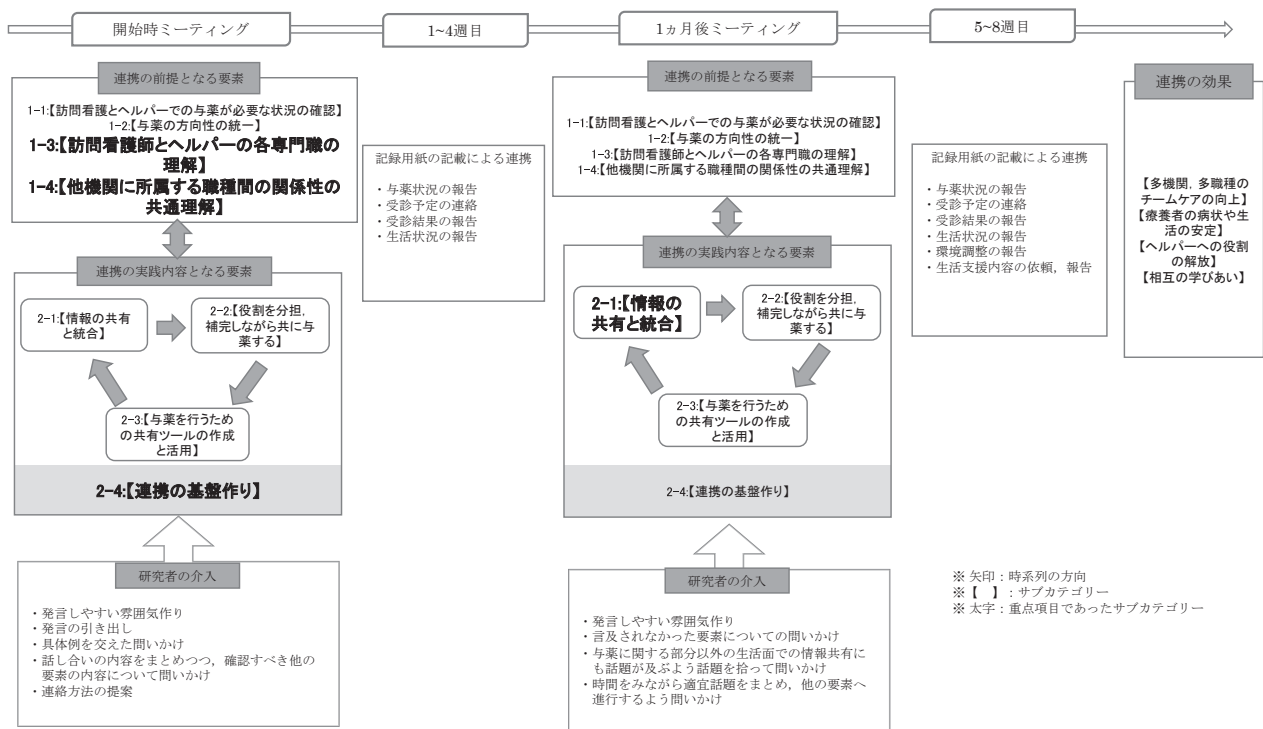 開始時ミーティング
1~4週目
1ヵ月後ミーティング
5~8週目
連携の前提となる要素
1-1:【訪問看護とヘルパーでの与薬が必要な状況の確認】
1-2:【与薬の方向性の統一】
1-3:【訪問看護師とヘルパーの各専門職の
理解】
1-4:【他機関に所属する職種間の関係性の
共通理解】
連携の実践内容となる要素
2-1:【情報の共有
と統合】
2-2:【役割を分担,
補完しながら共に与
薬する】
2-3:【与薬を行うため
の共有ツールの作成
と活用】
2-4:【連携の基盤作り】
研究者の介入
・発言しやすい雰囲気作り
・発言の引き出し
・具体例を交えた問いかけ
・話し合いの内容をまとめつつ，確認すべき他の
要素の内容について問いかけ
・連絡方法の提案
記録用紙の記載による連携
・与薬状況の報告
・受診予定の連絡
・受診結果の報告
・生活状況の報告
連携の前提となる要素
1-1:【訪問看護とヘルパーでの与薬が必要な状況の確認】
1-2:【与薬の方向性の統一】
1-3:【訪問看護師とヘルパーの各専門職の理解】
1-4:【他機関に所属する職種間の関係性の共通理解】
連携の実践内容となる要素
2-1:【情報の
共有と統合】
2-2:【役割を分担,
補完しながら共に与
薬する】
2-3:【与薬を行うため
の共有ツールの作成
と活用】
2-4:【連携の基盤作り】
研究者の介入
・発言しやすい雰囲気作り
・言及されなかった要素についての問いかけ
・与薬に関する部分以外の生活面での情報共有に
も話題が及ぶよう話題を拾って問いかけ
・時間をみながら適宜話題をまとめ，他の要素へ
進行するよう問いかけ
記録用紙の記載による連携
・与薬状況の報告
・受診予定の連絡
・受診結果の報告
・生活状況の報告
・環境調整の報告
・生活支援内容の依頼，報告
連携の効果
【多機関, 多職種の
チームケアの向上】
【療養者の病状や生
活の安定】
【ヘルパーへの役割
の解放】
【相互の学びあい】
※ 矢印：時系列の方向
※【　】：サブカテゴリー
※ 太字：重点項目であったサブカテゴリー